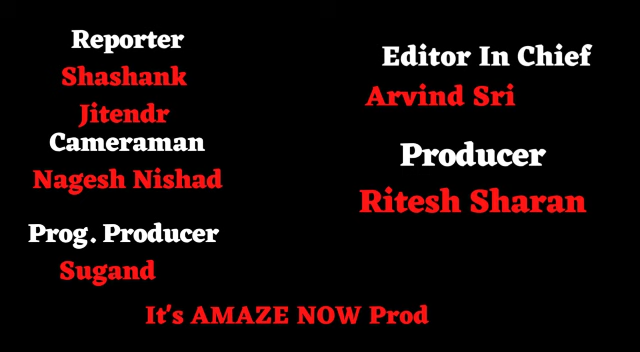 Reporter
Shashank
Jitendr
Cameraman
Nagesh Nishad
Prog. Producer
Sugand
Editor In Chief
Arvind Sri
Producer
Ritesh Sharan
It's AMAZE NOW Prod